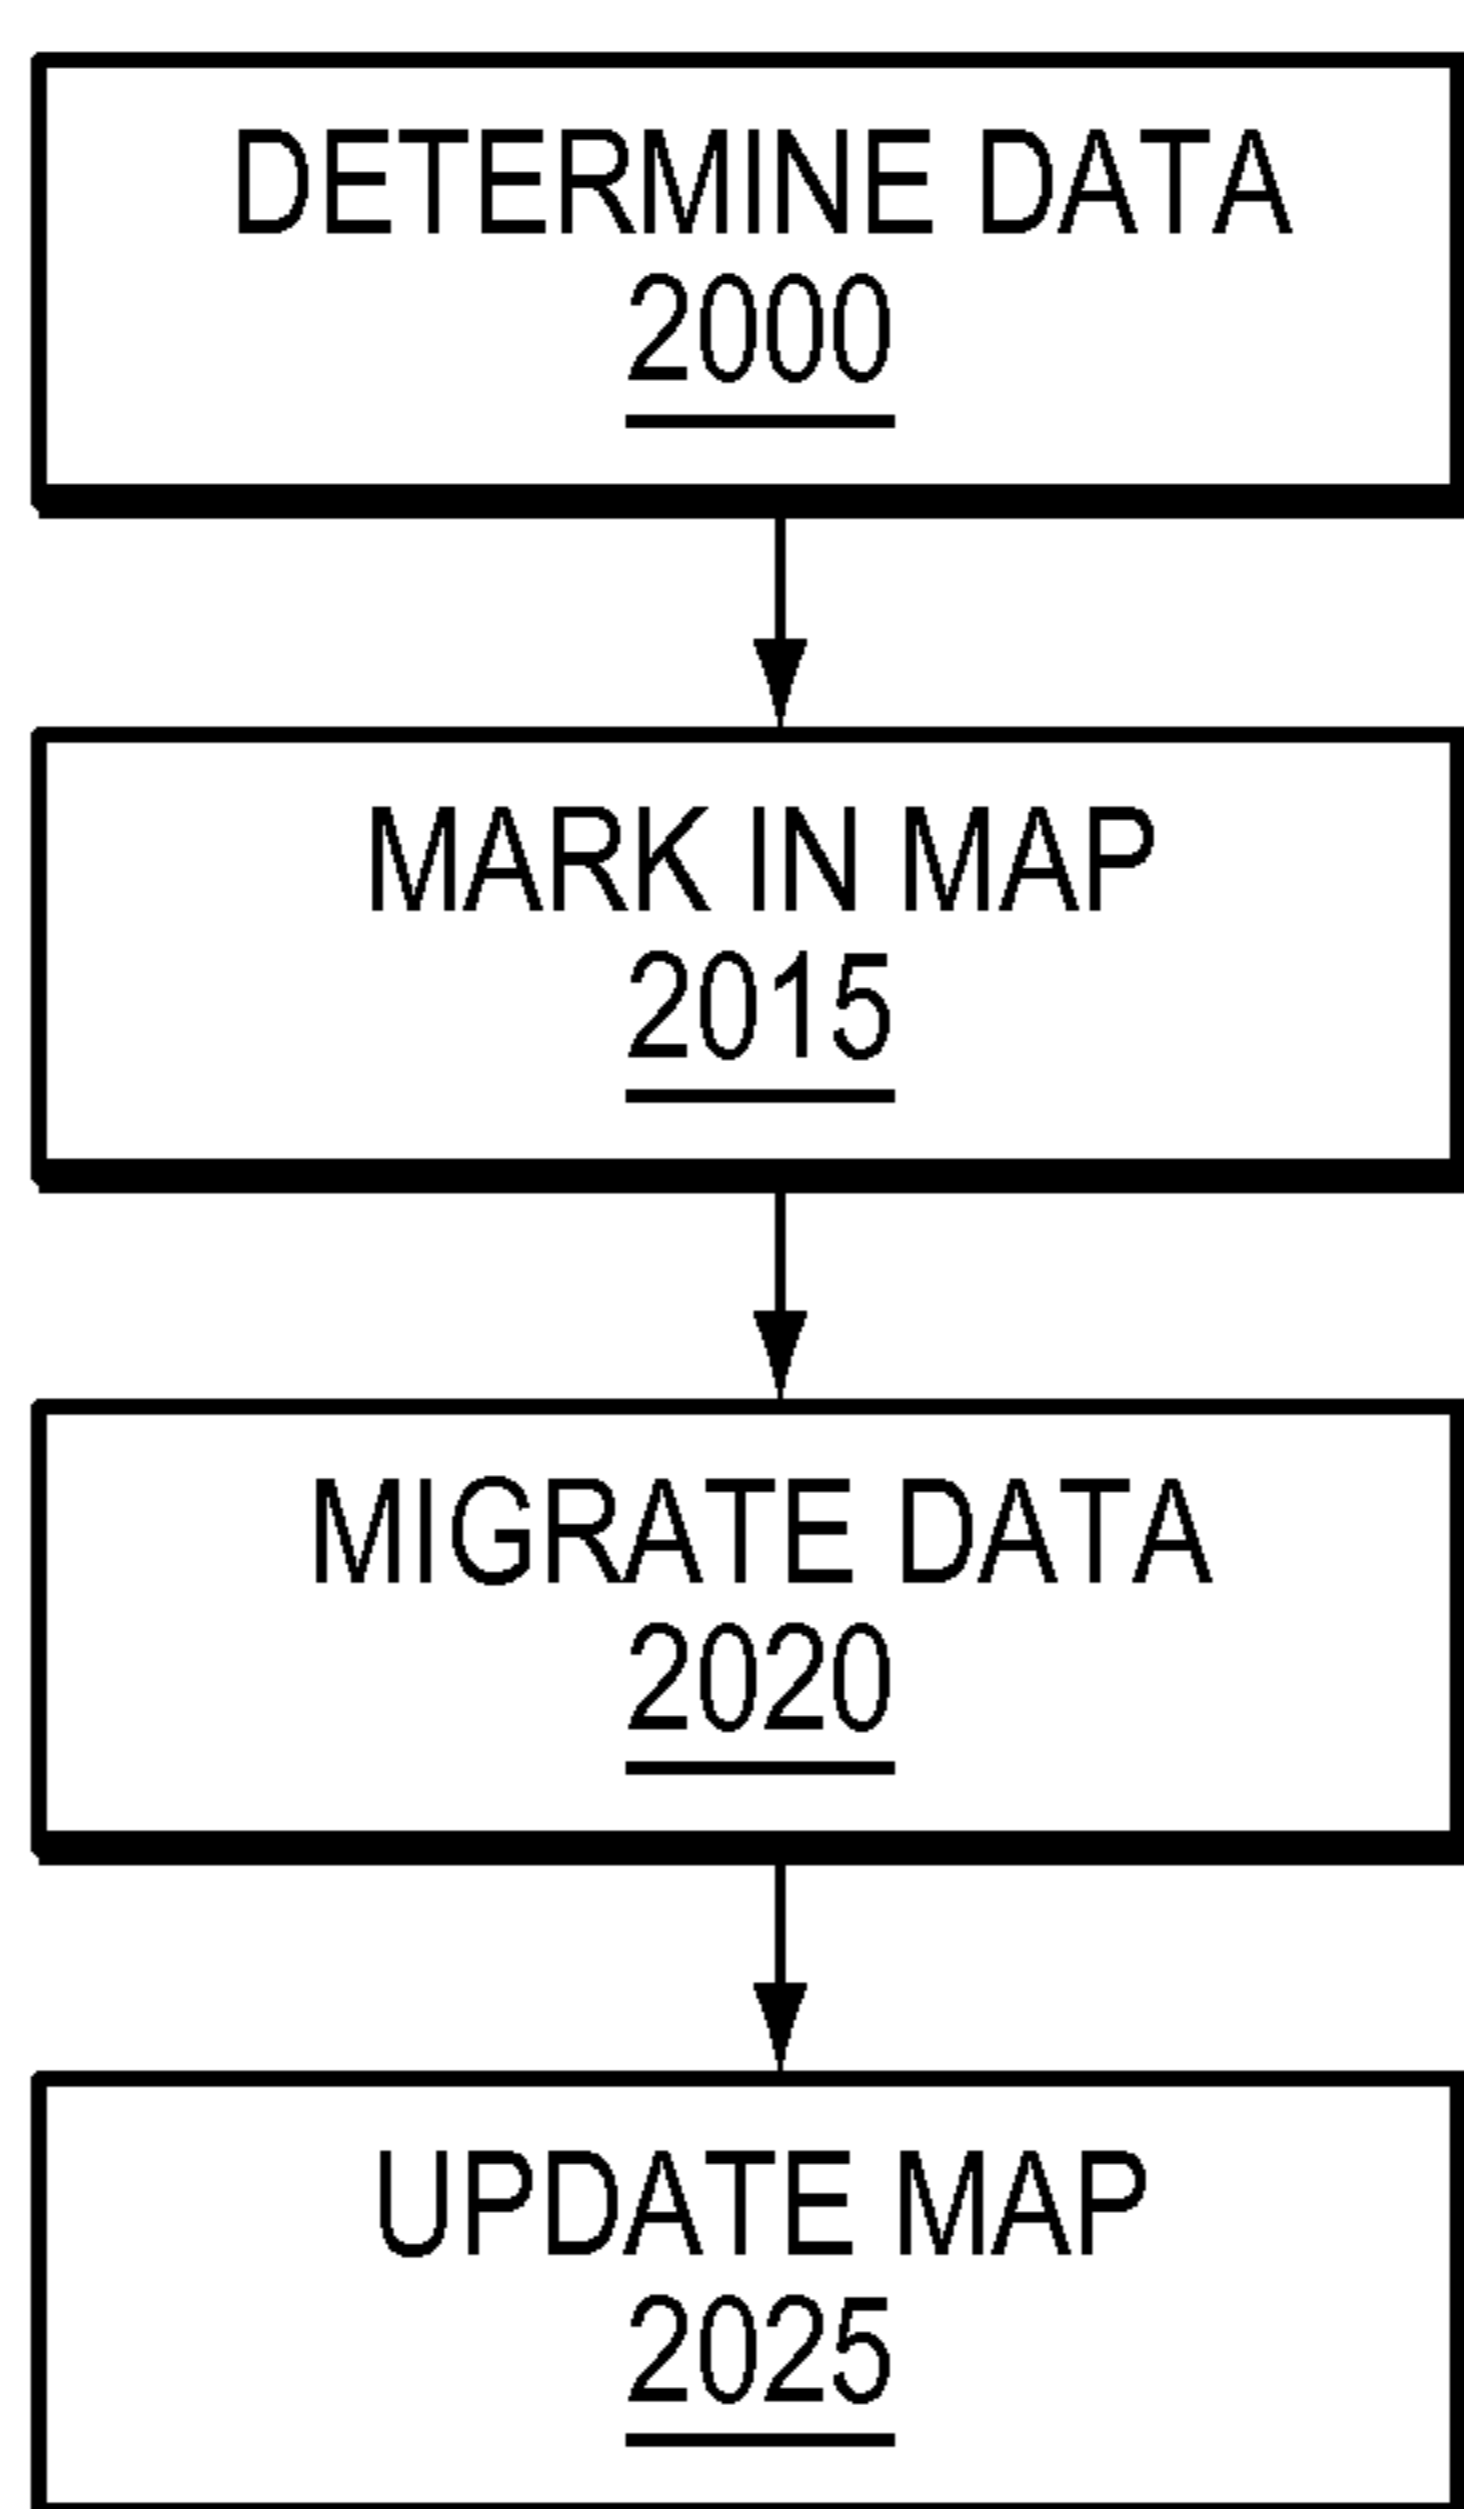 DETERMINE DATA
2000
MARK IN MAP
2015
MIGRATE DATA
2020
UPDATE MAP
2025